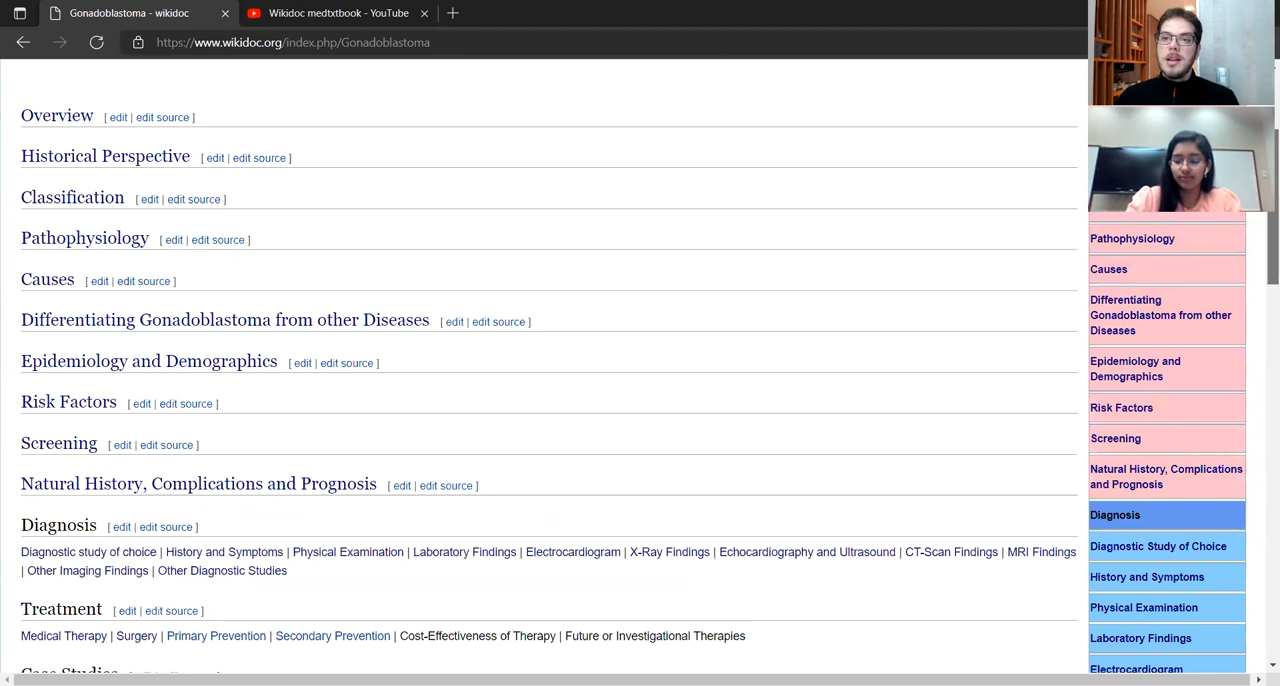 Gonadoblastoma - wikidoc
Wikidoc medtxtbook - YouTube
https://www.wikidoc.org/index.php/Gonadoblastoma
Overview [ edit | edit source ]
Historical Perspective [ edit | edit source ]
Classification [ edit | edit source ]
Pathophysiology [ edit | edit source ]
Causes [ edit | edit source ]
Differentiating Gonadoblastoma from other Diseases [ edit | edit source ]
Epidemiology and Demographics [ edit | edit source ]
Risk Factors [ edit | edit source ]
Screening [ edit | edit source ]
Natural History, Complications and Prognosis [ edit | edit source ]
Diagnosis [ edit | edit source ]
Diagnostic study of choice | History and Symptoms | Physical Examination | Laboratory Findings | Electrocardiogram | X-Ray Findings | Echocardiography and Ultrasound | CT-Scan Findings | MRI Findings
| Other Imaging Findings | Other Diagnostic Studies
Treatment [ edit | edit source ]
Medical Therapy | Surgery | Primary Prevention | Secondary Prevention | Cost-Effectiveness of Therapy | Future or Investigational Therapies
Case Studies
Pathophysiology
Causes
Differentiating
Gonadoblastoma from other
Diseases
Epidemiology and
Demographics
Risk Factors
Screening
Natural History, Complications
and Prognosis
Diagnosis
Diagnostic Study of Choice
History and Symptoms
Physical Examination
Laboratory Findings
Electrocardiogram